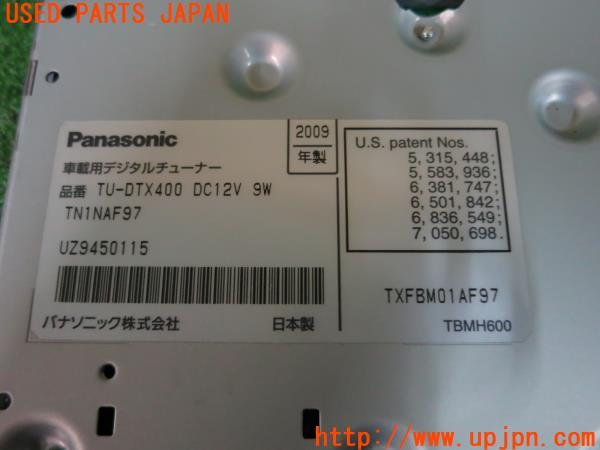 USED PARTS JAPAN
Panasonic
2009
年製
車載用デジタルチューナー
品番 TU-DTX400 DC12V 9W
TN1NAF97
UZ9450115
パナソニック株式会社 日本製
U.S. patent Nos.
5, 315, 448;
5, 583, 936;
6, 381, 747;
6, 501, 842;
6, 836, 549;
7, 050, 698.
TXFBM01AF97
TBMH600
http://www.upjpn.com